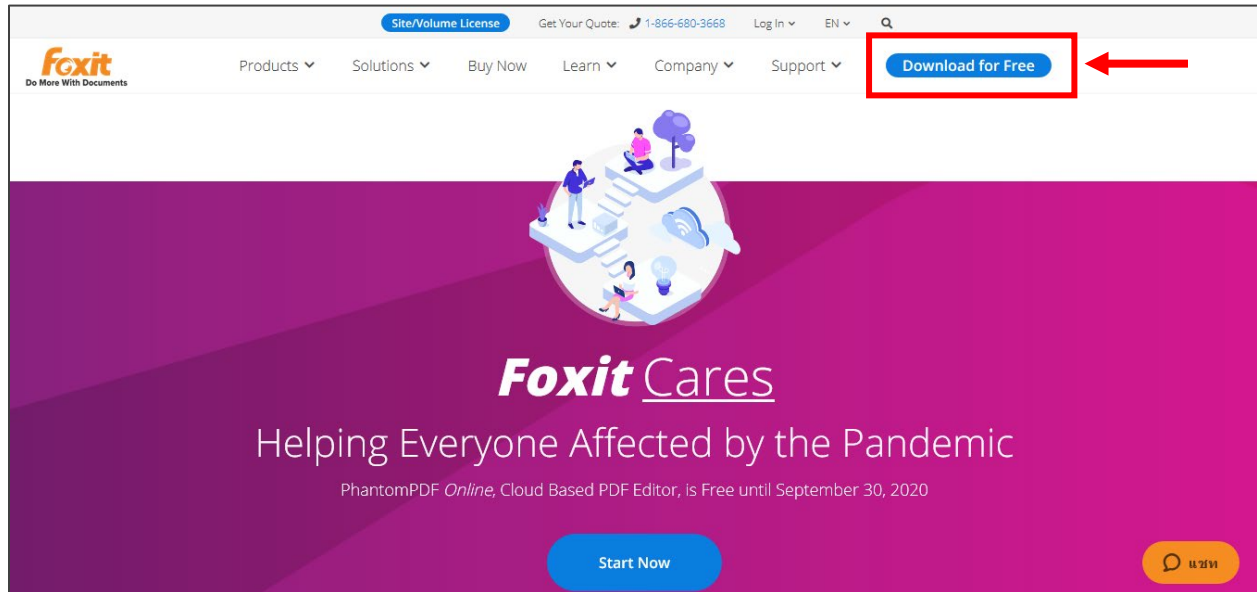 Site/Volume License Get Your Quote: 1-866-680-3668 Log In EN
Foxit
Do More With Documents
Products Solutions Buy Now Learn Company Support Download for Free
Foxit Cares
Helping Everyone Affected by the Pandemic
PhantomPDF Online, Cloud Based PDF Editor, is Free until September 30, 2020
Start Now
แชท